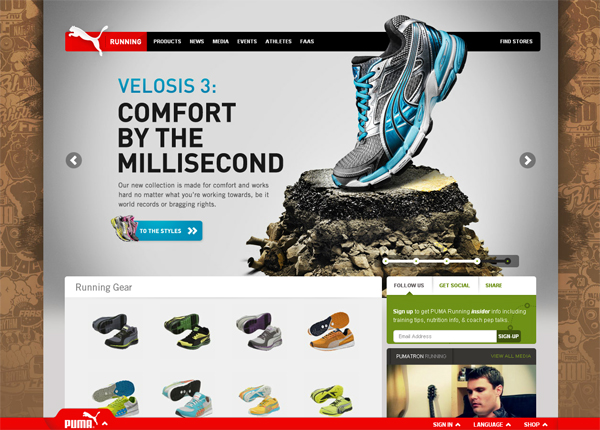 RUNNING PRODUCTS NEWS MEDIA EVENTS ATHLETES FAAS FIND STORES
VELOSIS 3:
COMFORT
BY THE
MILLISECOND
Our new collection is made for comfort and works
hard no matter what you're working towards, be it
world records or bragging rights.
TO THE STYLES
Running Gear
FOLLOW US GET SOCIAL SHARE
Sign up to get PUMA Running insider info including
training tips, nutrition info, & coach pep talks.
Email Address SIGN-UP
PUMATRON RUNNING VIEW ALL MEDIA
PUMA SIGN IN LANGUAGE SHOP